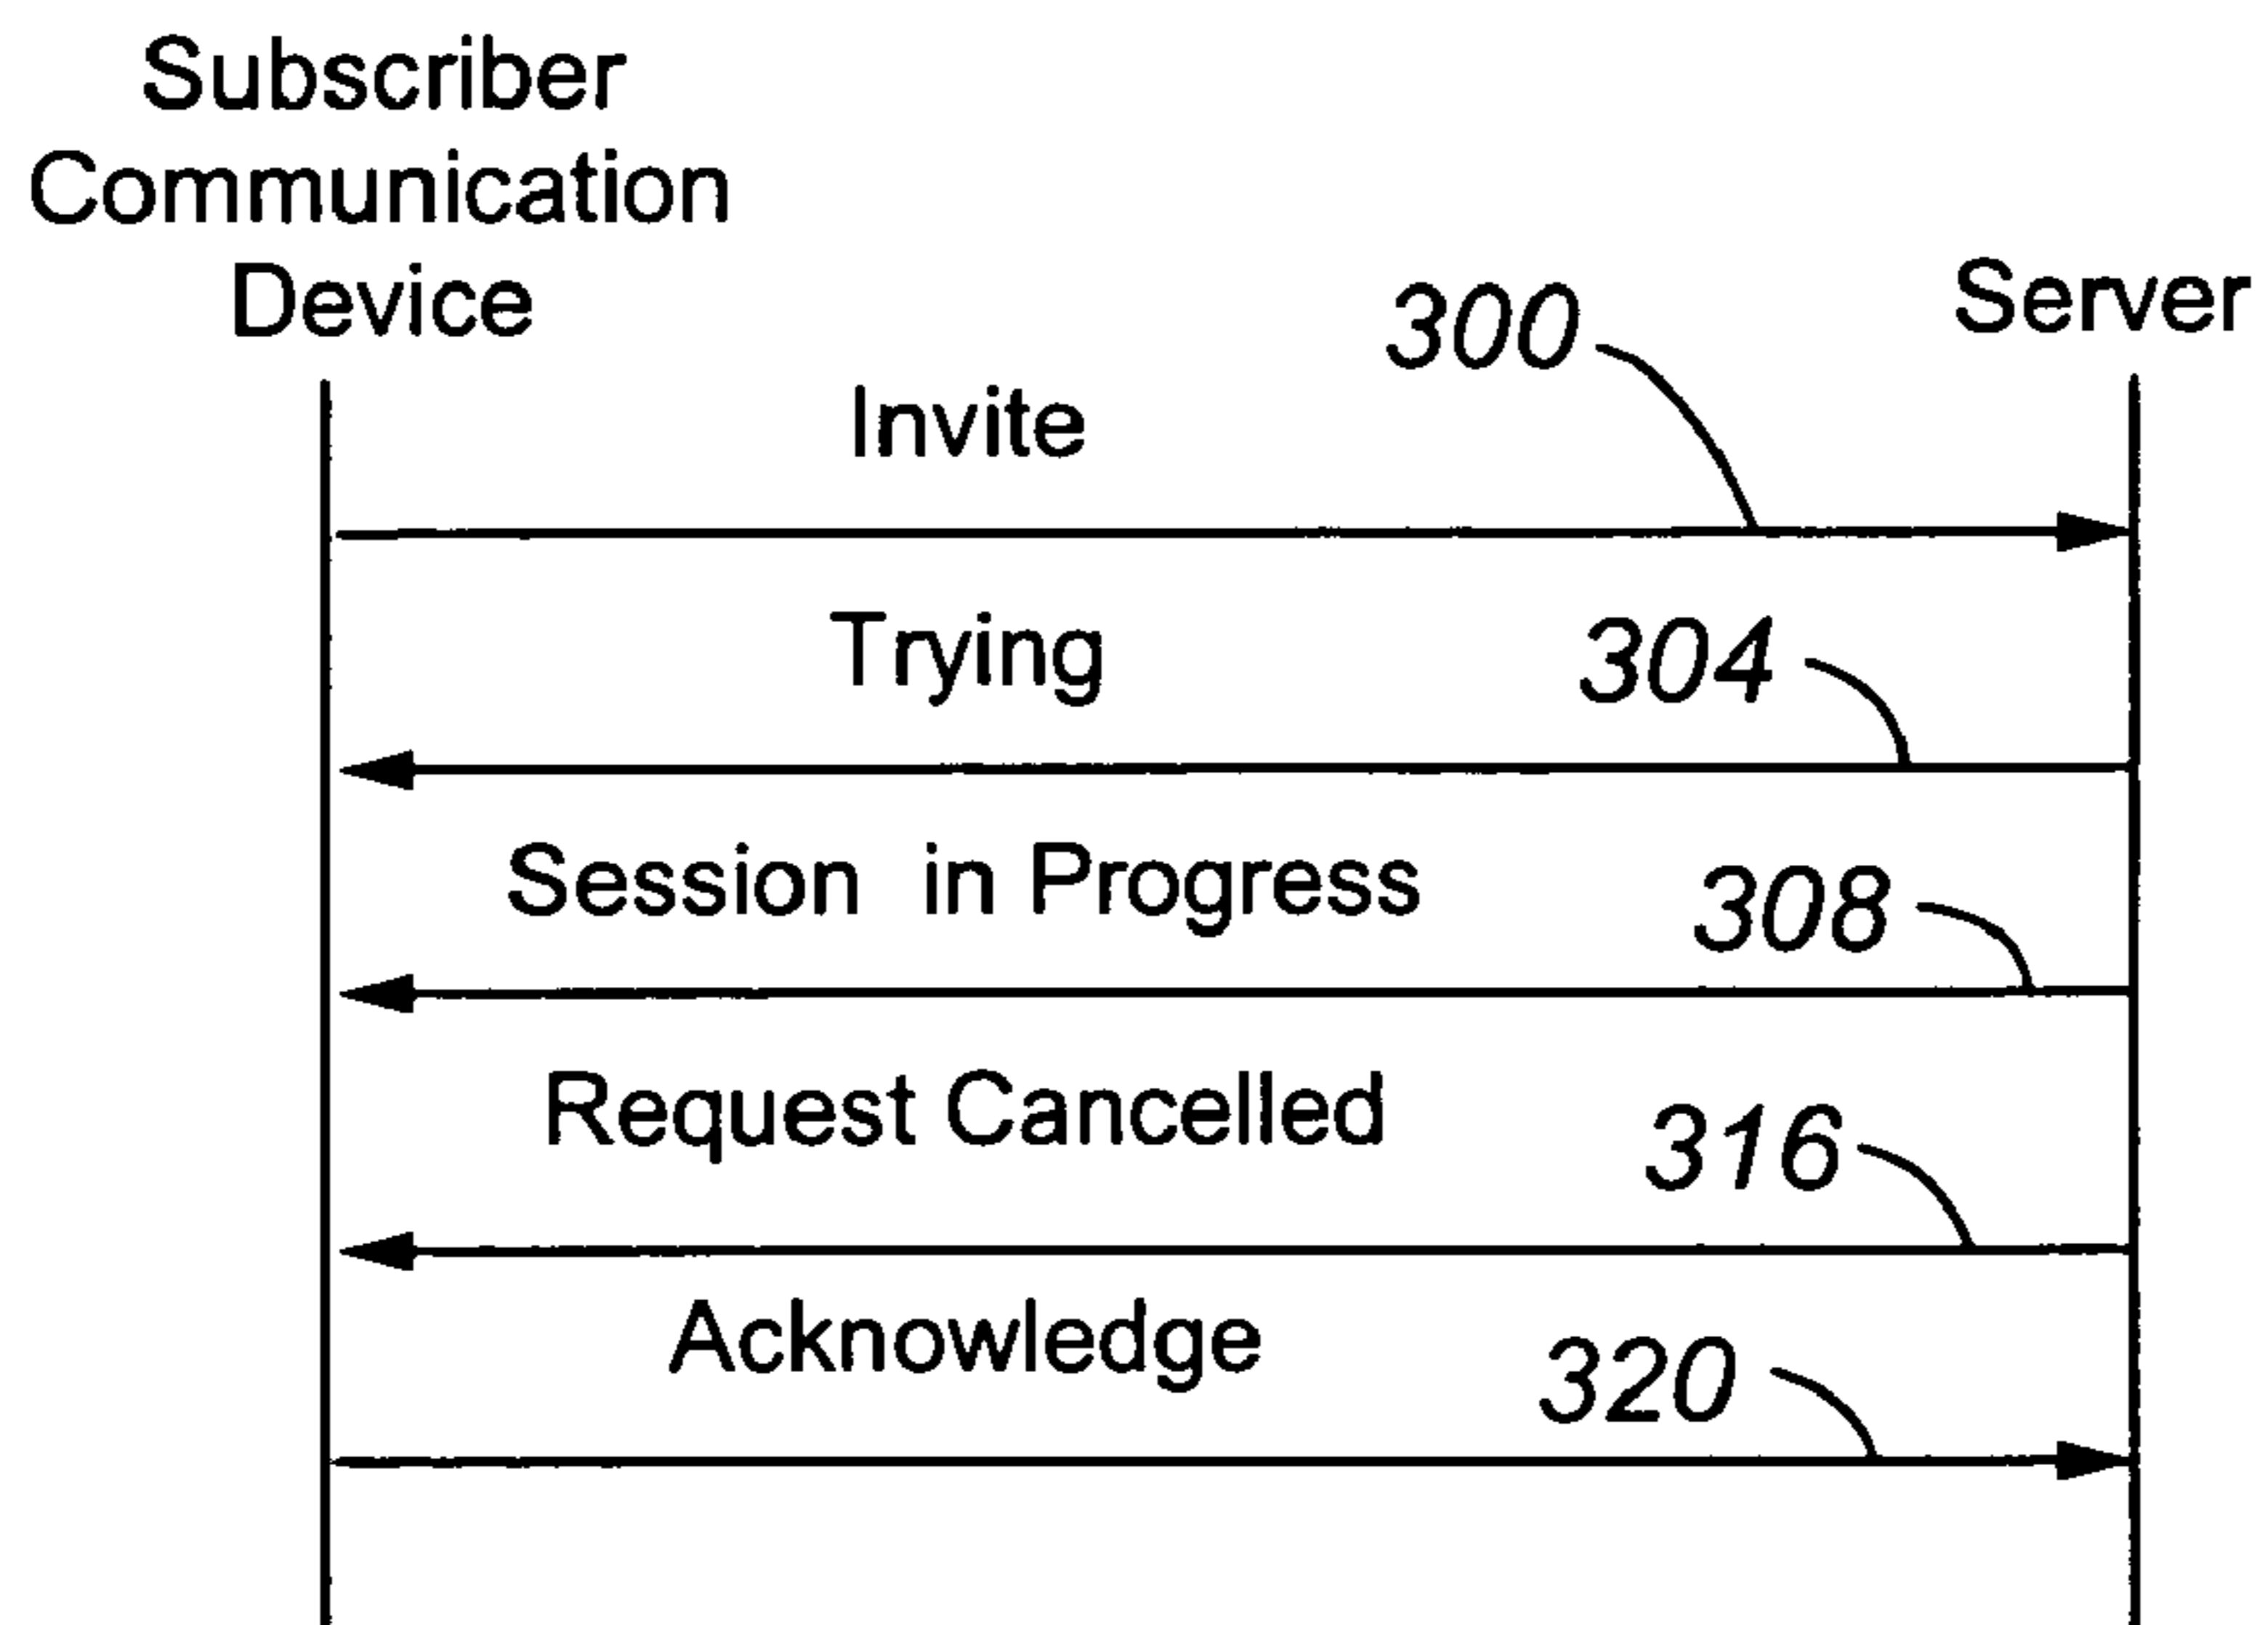 Subscriber
Communication
Device
Server
300
Invite
Trying
304
Session in Progress
308
Request Cancelled
316
Acknowledge
320